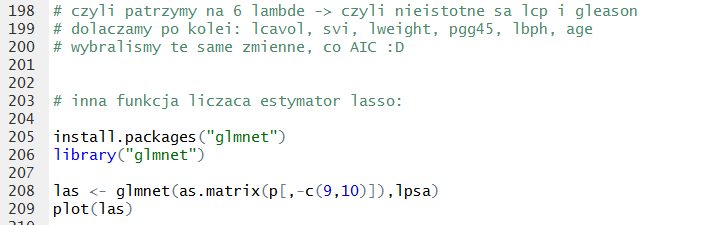 198 # czyli patrzymy na 6 lambde -> czyli nieistotne sa lcp i gleason
199 # dolaczamy po kolei: lcavol, svi, lweight, pgg45, lbph, age
200 # wybralismy te same zmienne, co AIC :D
201
202
203 # inna funkcja liczaca estymator lasso:
204
205 install.packages("glmnet")
206 library("glmnet")
207
208 las <- glmnet(as.matrix(p[,-c(9,10)]),lpsa)
209 plot(las)